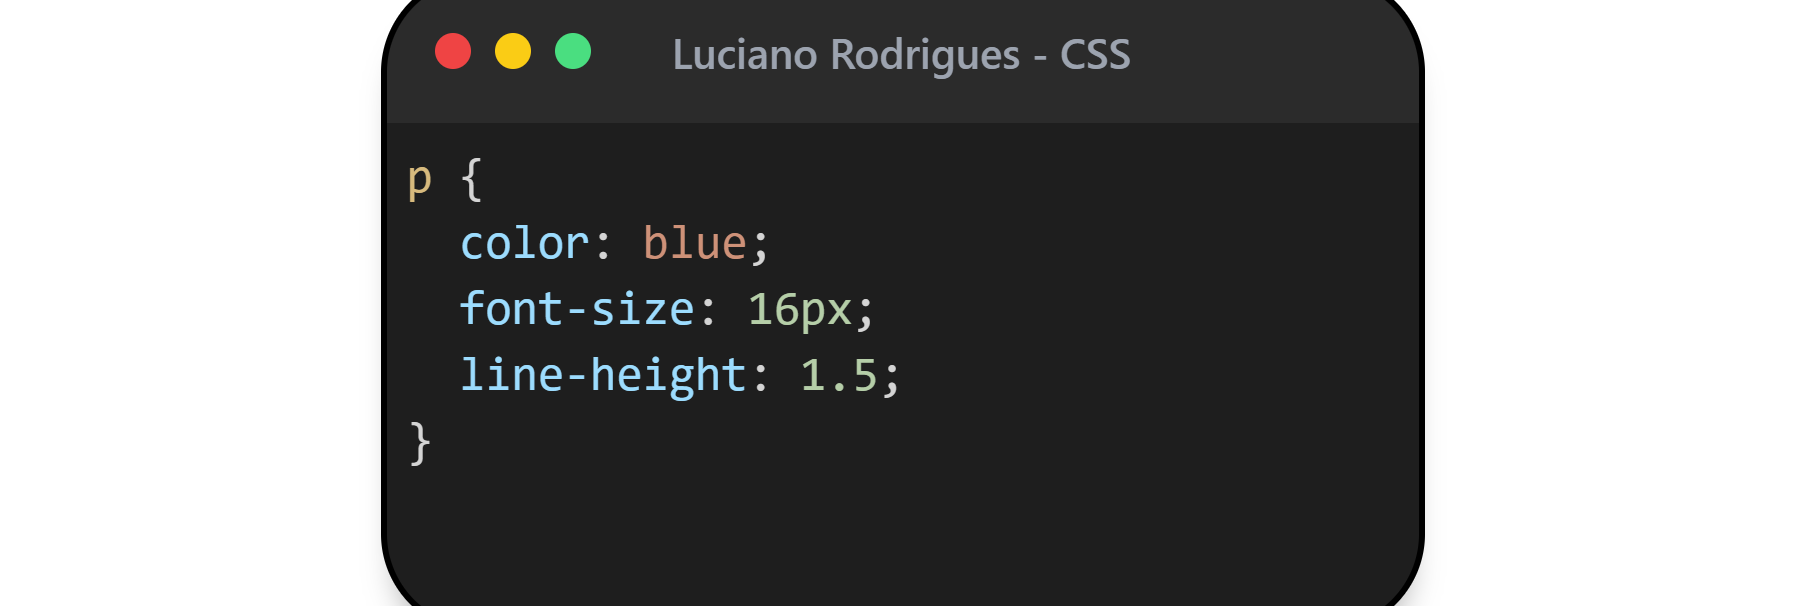 Luciano Rodrigues - CSS
p {
  color: blue;
  font-size: 16px;
  line-height: 1.5;
}